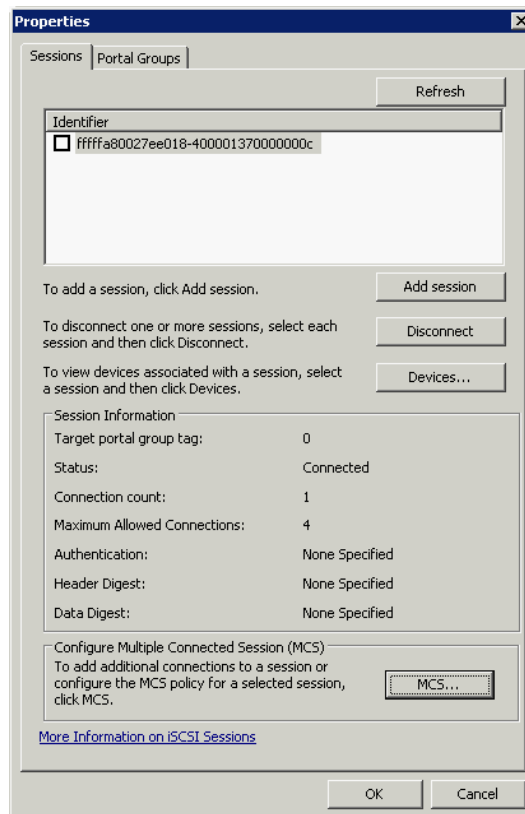 Properties
Sessions
Portal Groups
Refresh
Identifier
fffffa80027ee018-400001370000000c
To add a session, click Add session.
Add session
To disconnect one or more sessions, select each
session and then click Disconnect.
Disconnect
To view devices associated with a session, select
a session and then click Devices.
Devices...
Session Information
Target portal group tag: 0
Status: Connected
Connection count: 1
Maximum Allowed Connections: 4
Authentication: None Specified
Header Digest: None Specified
Data Digest: None Specified
Configure Multiple Connected Session (MCS)
To add additional connections to a session or
configure the MCS policy for a selected session,
click MCS.
MCS...
More Information on iSCSI Sessions
OK
Cancel